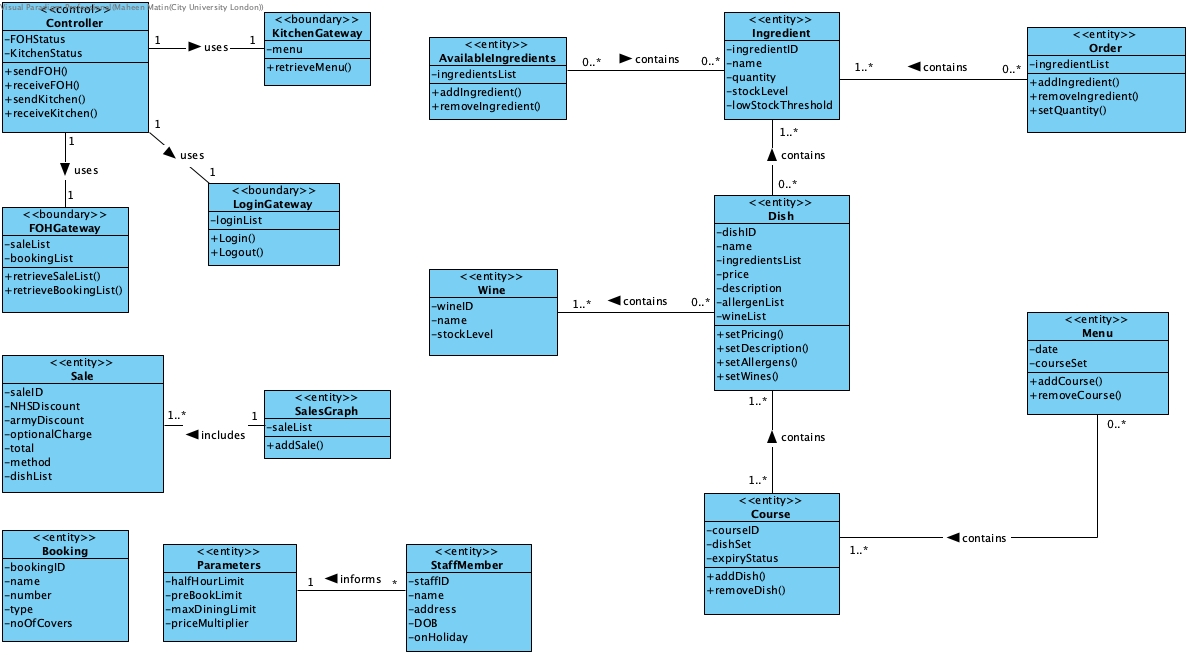 Visual Paradigm Professional(Maheen Matin(City University London))
<<control>>
Controller
-FOHStatus
-KitchenStatus
+sendFOH()
+receiveFOH()
+sendKitchen()
+receiveKitchen()
1
uses
1
<<boundary>>
KitchenGateway
-menu
+retrieveMenu()
1
uses
1
<<boundary>>
LoginGateway
-loginList
+Login()
+Logout()
1
uses
1
<<boundary>>
FOHGateway
-saleList
-bookingList
+retrieveSaleList()
+retrieveBookingList()
<<entity>>
Sale
-saleID
-NHSDiscount
-armyDiscount
-optionalCharge
-total
-method
-dishList
1..*
includes
1
<<entity>>
SalesGraph
-saleList
+addSale()
<<entity>>
Booking
-bookingID
-name
-number
-type
-noOfCovers
<<entity>>
Parameters
-halfHourLimit
-preBookLimit
-maxDiningLimit
-priceMultiplier
1
informs
*
<<entity>>
StaffMember
-staffID
-name
-address
-DOB
-onHoliday
<<entity>>
AvailableIngredients
-ingredientsList
+addIngredient()
+removeIngredient()
0..*
contains
0..*
<<entity>>
Ingredient
-ingredientID
-name
-quantity
-stockLevel
-lowStockThreshold
1..*
contains
0..*
<<entity>>
Order
-ingredientList
+addIngredient()
+removeIngredient()
+setQuantity()
1..*
contains
0..*
<<entity>>
Dish
-dishID
-name
-ingredientsList
-price
-description
-allergenList
-wineList
+setPricing()
+setDescription()
+setAllergens()
+setWines()
<<entity>>
Wine
-wineID
-name
-stockLevel
1..*
contains
0..*
1..*
contains
1..*
<<entity>>
Course
-courseID
-dishSet
-expiryStatus
+addDish()
+removeDish()
<<entity>>
Menu
-date
-courseSet
+addCourse()
+removeCourse()
0..*
contains
1..*